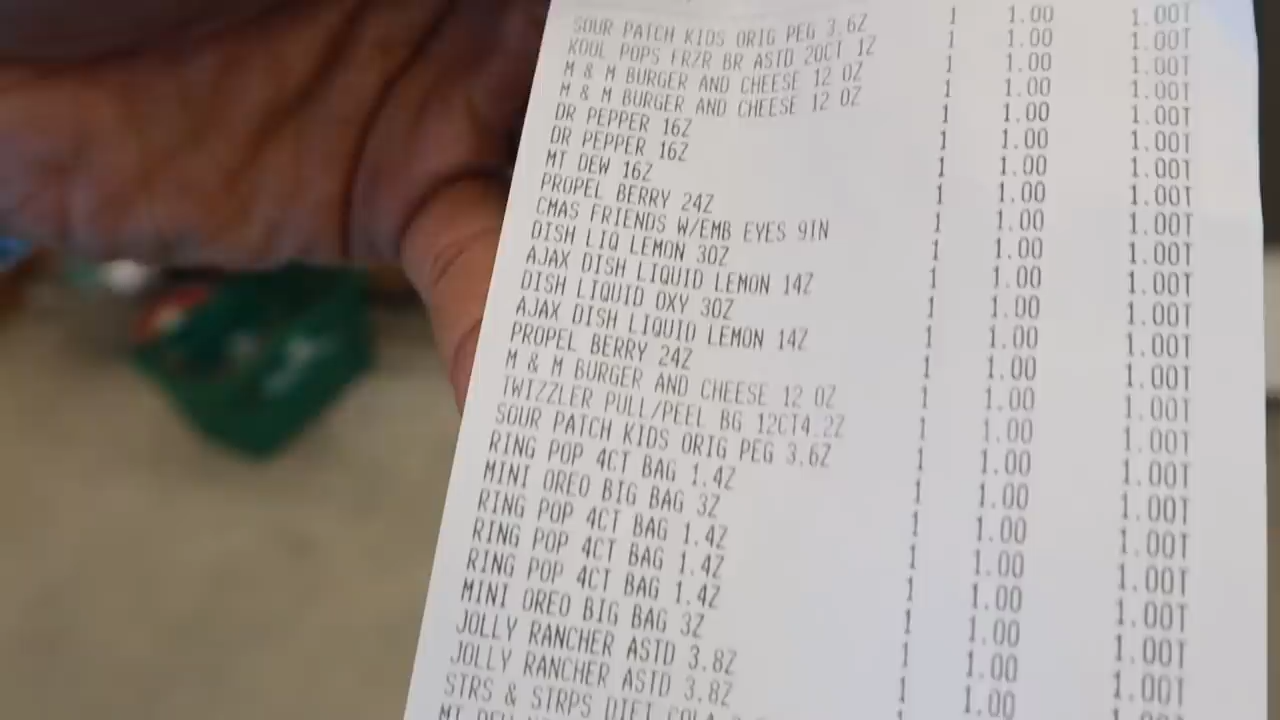 SOUR PATCH KIDS ORIG PEG 3.6Z 1 1.00 1.00T
KOOL POPS FRZR BR ASTD 20CT 1Z 1 1.00 1.00T
M & M BURGER AND CHEESE 12 OZ 1 1.00 1.00T
M & M BURGER AND CHEESE 12 OZ 1 1.00 1.00T
DR PEPPER 16Z 1 1.00 1.00T
DR PEPPER 16Z 1 1.00 1.00T
MT DEW 16Z 1 1.00 1.00T
PROPEL BERRY 24Z 1 1.00 1.00T
CMAS FRIENDS W/EMB EYES 9IN 1 1.00 1.00T
DISH LIQ LEMON 30Z 1 1.00 1.00T
AJAX DISH LIQUID LEMON 14Z 1 1.00 1.00T
DISH LIQUID OXY 30Z 1 1.00 1.00T
AJAX DISH LIQUID LEMON 14Z 1 1.00 1.00T
PROPEL BERRY 24Z 1 1.00 1.00T
M & M BURGER AND CHEESE 12 OZ 1 1.00 1.00T
TWIZZLER PULL/PEEL BG 12CT4.2Z 1 1.00 1.00T
SOUR PATCH KIDS ORIG PEG 3.6Z 1 1.00 1.00T
RING POP 4CT BAG 1.4Z 1 1.00 1.00T
MINI OREO BIG BAG 3Z 1 1.00 1.00T
RING POP 4CT BAG 1.4Z 1 1.00 1.00T
RING POP 4CT BAG 1.4Z 1 1.00 1.00T
RING POP 4CT BAG 1.4Z 1 1.00 1.00T
MINI OREO BIG BAG 3Z 1 1.00 1.00T
JOLLY RANCHER ASTD 3.8Z 1 1.00 1.00T
JOLLY RANCHER ASTD 3.8Z
STRS & STRPS DIET COLA
MT DEW